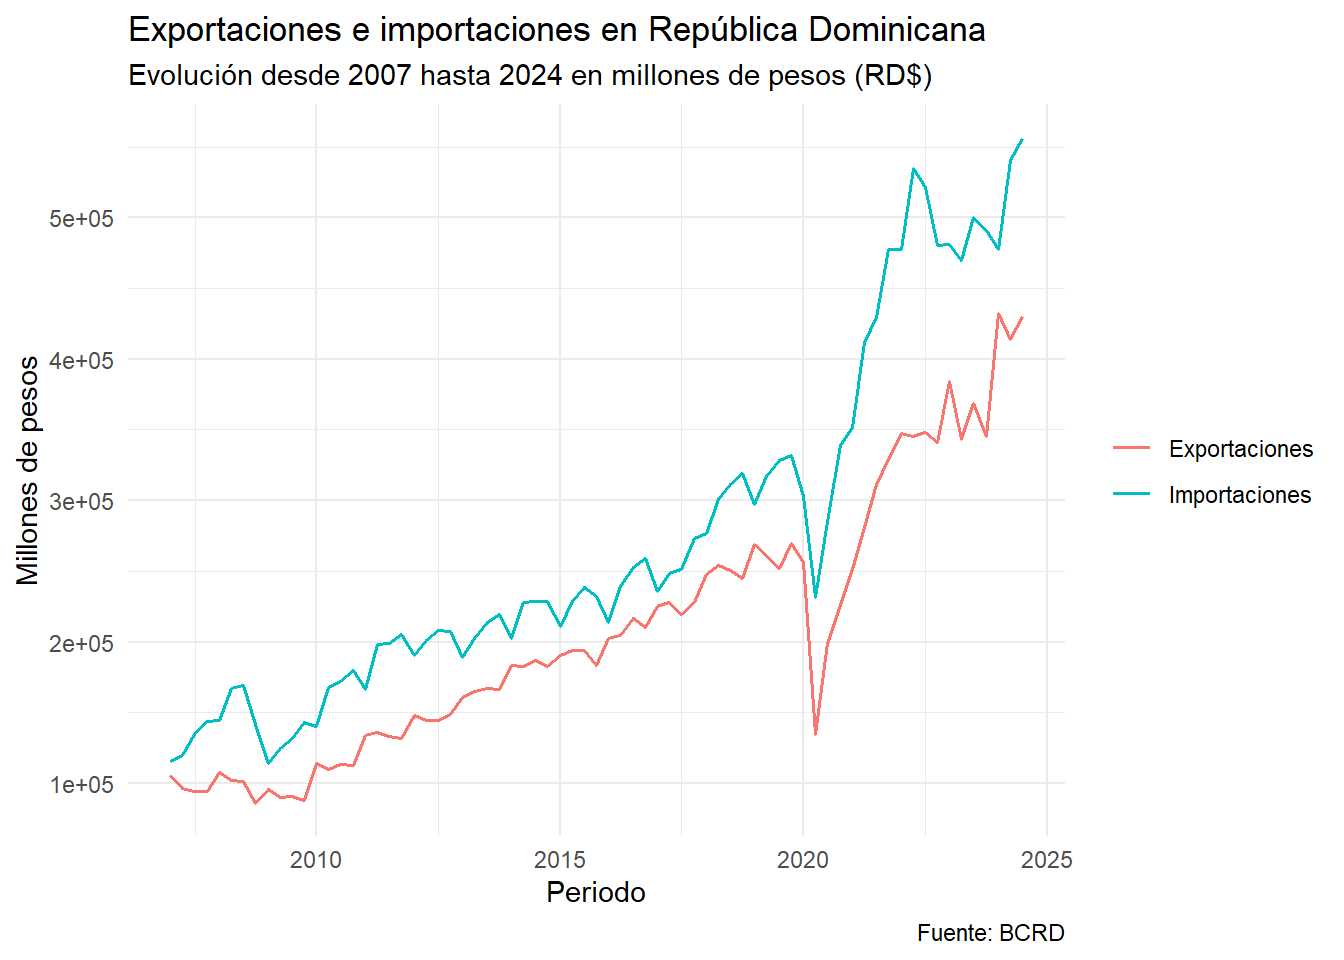 Exportaciones e importaciones en República Dominicana
Evolución desde 2007 hasta 2024 en millones de pesos (RD$)
Millones de pesos
5e+05
4e+05
3e+05
2e+05
1e+05
Exportaciones
Importaciones
2010 2015 2020 2025
Periodo
Fuente: BCRD